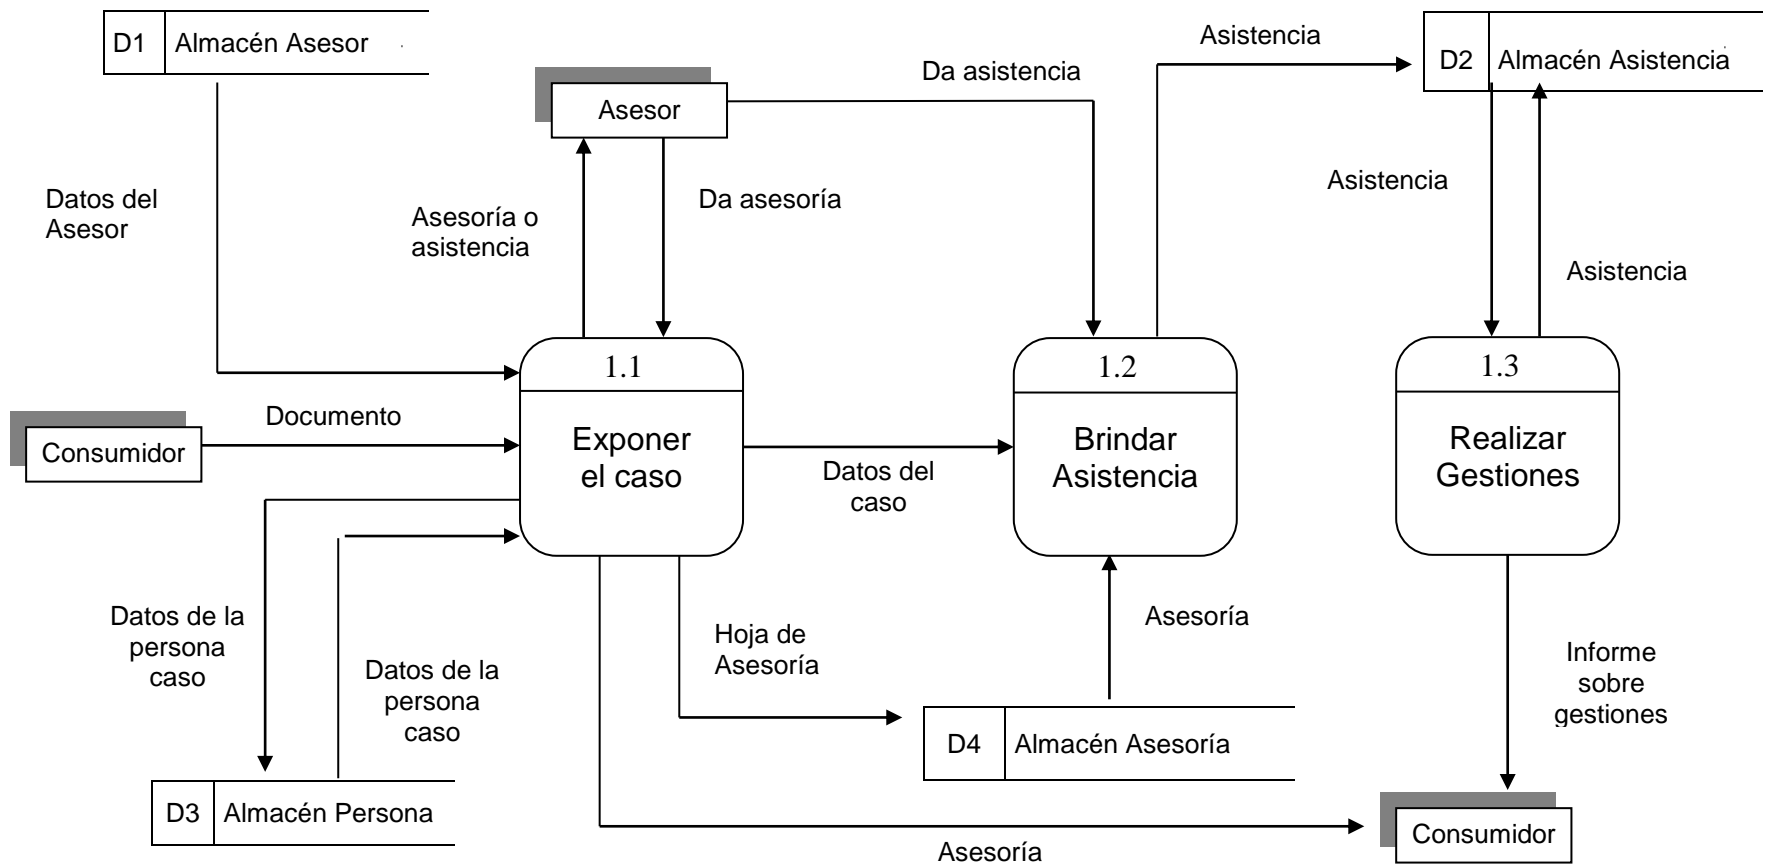 D1
Almacén Asesor
Asistencia
D2
Almacén Asistencia
Da asistencia
Asesor
Datos del
Asesor
Asesoría o
asistencia
Da asesoría
Asistencia
Asistencia
1.1
Exponer
el caso
1.2
Brindar
Asistencia
1.3
Realizar
Gestiones
Documento
Consumidor
Datos del
caso
Datos de la
persona
caso
Datos de la
persona
caso
Hoja de
Asesoría
Asesoría
Informe
sobre
gestiones
D4
Almacén Asesoría
D3
Almacén Persona
Asesoría
Consumidor